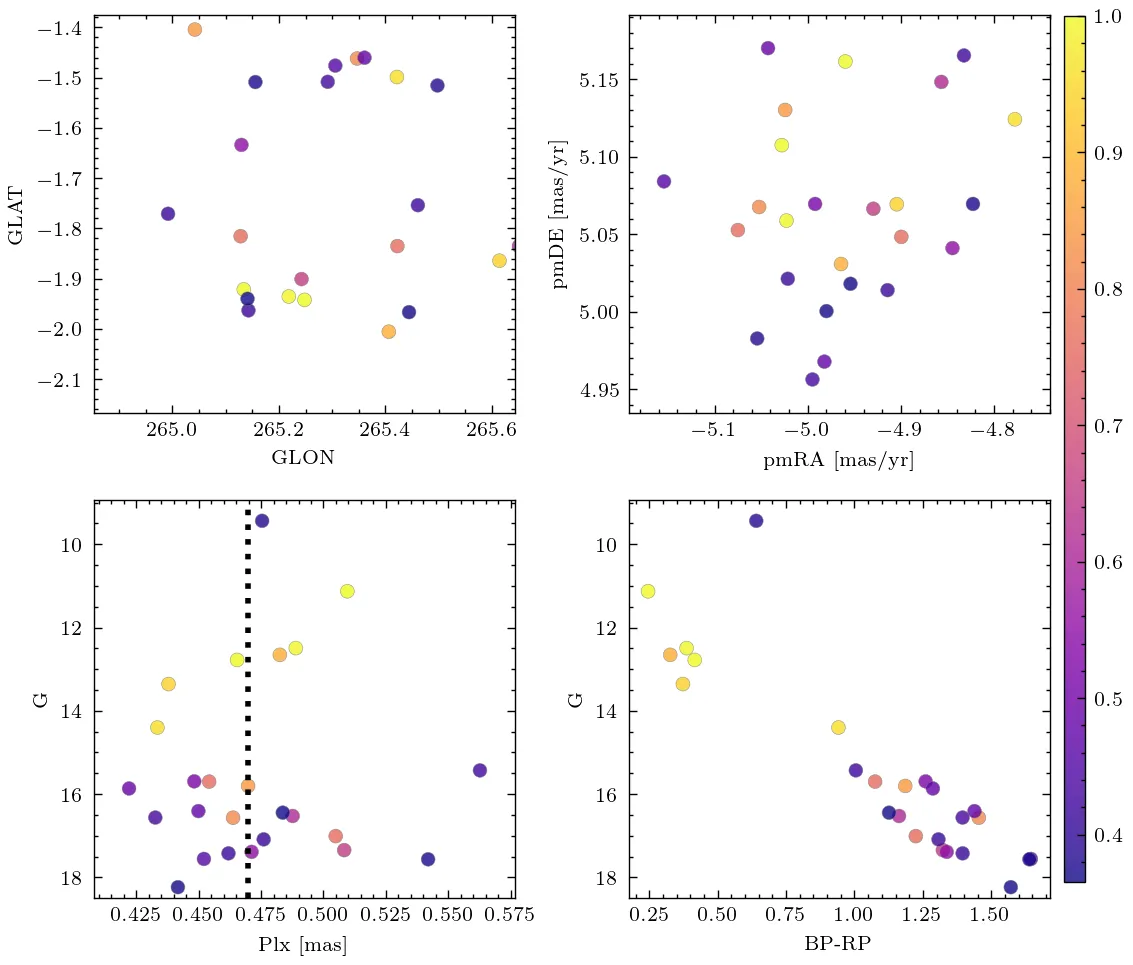 −1.4
−1.5
−1.6
−1.7
−1.8
−1.9
−2.0
−2.1
GLAT
265.0 265.2 265.4 265.6
GLON
5.15
5.10
5.05
5.00
4.95
pmDE [mas/yr]
−5.1 −5.0 −4.9 −4.8
pmRA [mas/yr]
10
12
14
16
18
G
0.425 0.450 0.475 0.500 0.525 0.550 0.575
Plx [mas]
10
12
14
16
18
G
0.25 0.50 0.75 1.00 1.25 1.50
BP-RP
1.0
0.9
0.8
0.7
0.6
0.5
0.4